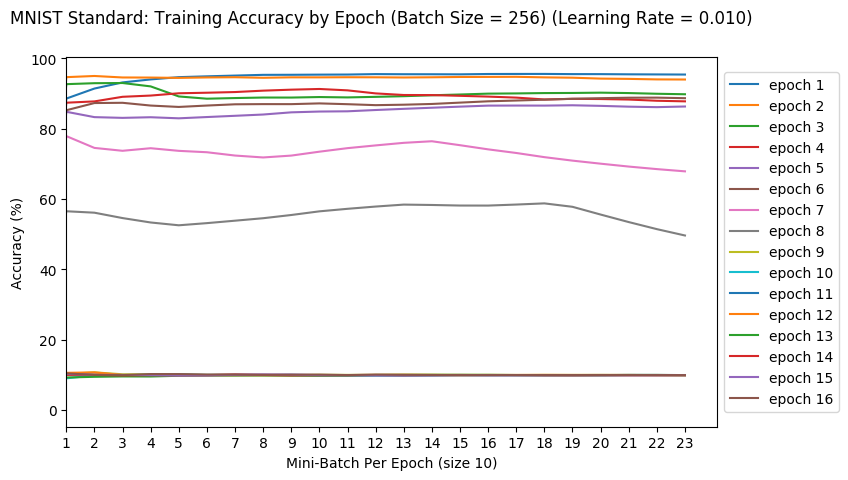 MNIST Standard: Training Accuracy by Epoch (Batch Size = 256) (Learning Rate = 0.010)
100
80
60
40
20
0
Accuracy (%)
1 2 3 4 5 6 7 8 9 10 11 12 13 14 15 16 17 18 19 20 21 22 23
Mini-Batch Per Epoch (size 10)
epoch 1
epoch 2
epoch 3
epoch 4
epoch 5
epoch 6
epoch 7
epoch 8
epoch 9
epoch 10
epoch 11
epoch 12
epoch 13
epoch 14
epoch 15
epoch 16